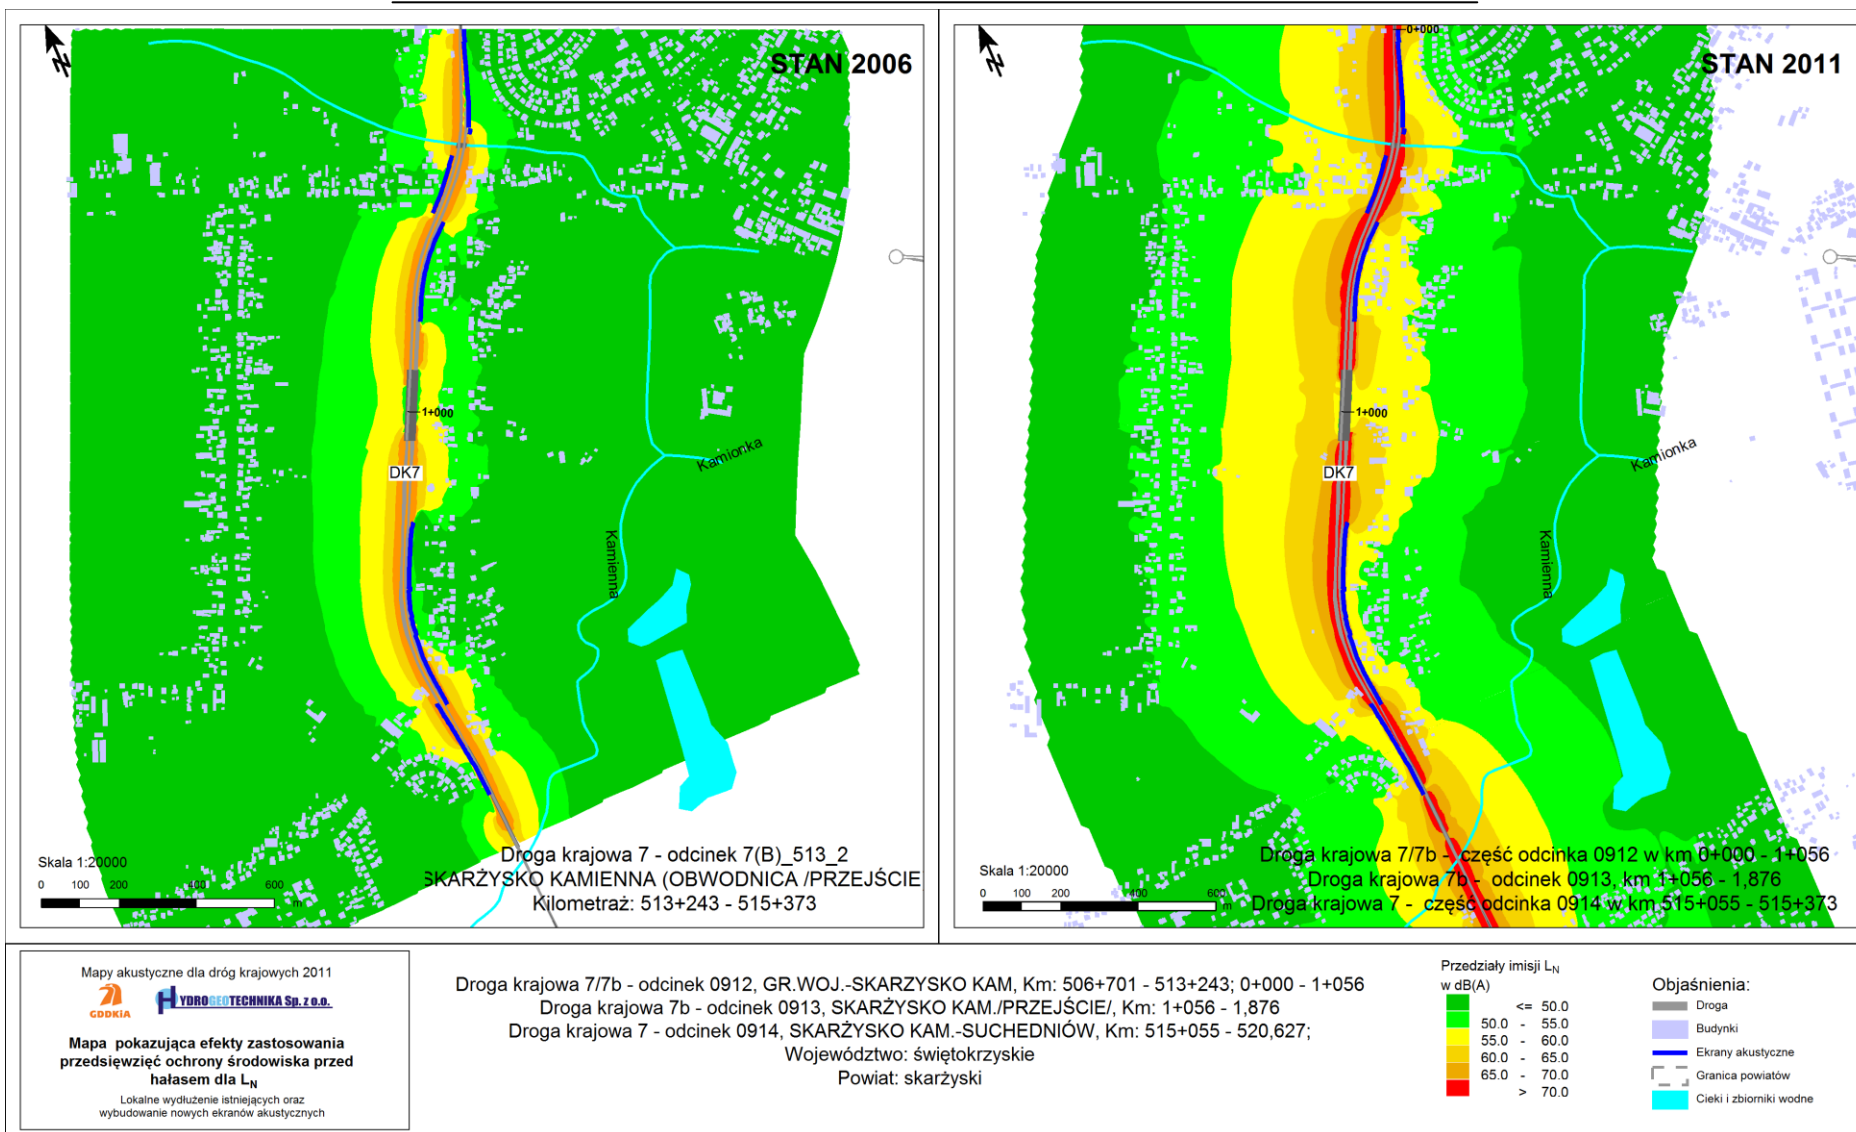 STAN 2006
1+000
DK7
Kamionka
Kamienna
Skala 1:20000
0 100 200 400 600
m
Droga krajowa 7 - odcinek 7(B)_513_2
SKARŻYSKO KAMIENNA (OBWODNICA /PRZEJŚCIE
Kilometraż: 513+243 - 515+373
STAN 2011
0+000
1+000
DK7
Kamionka
Kamienna
Skala 1:20000
0 100 200 400 600
m
Droga krajowa 7/7b - część odcinka 0912 w km 0+000 - 1+056
Droga krajowa 7b - odcinek 0913, km 1+056 - 1,876
Droga krajowa 7 - część odcinka 0914 w km 515+055 - 515+373
Mapy akustyczne dla dróg krajowych 2011
GDDKiA
HYDROGEOTECHNIKA Sp. z o.o.
Mapa pokazująca efekty zastosowania
przedsięwzięć ochrony środowiska przed
hałasem dla LN
Lokalne wydłużenie istniejących oraz
wybudowanie nowych ekranów akustycznych
Droga krajowa 7/7b - odcinek 0912, GR.WOJ.-SKARZYSKO KAM, Km: 506+701 - 513+243; 0+000 - 1+056
Droga krajowa 7b - odcinek 0913, SKARŻYSKO KAM./PRZEJŚCIE/, Km: 1+056 - 1,876
Droga krajowa 7 - odcinek 0914, SKARŻYSKO KAM.-SUCHEDNIÓW, Km: 515+055 - 520,627;
Województwo: świętokrzyskie
Powiat: skarżyski
Przedziały imisji LN
w dB(A)
<= 50.0
50.0 - 55.0
55.0 - 60.0
60.0 - 65.0
65.0 - 70.0
> 70.0
Objaśnienia:
Droga
Budynki
Ekrany akustyczne
Granica powiatów
Cieki i zbiorniki wodne